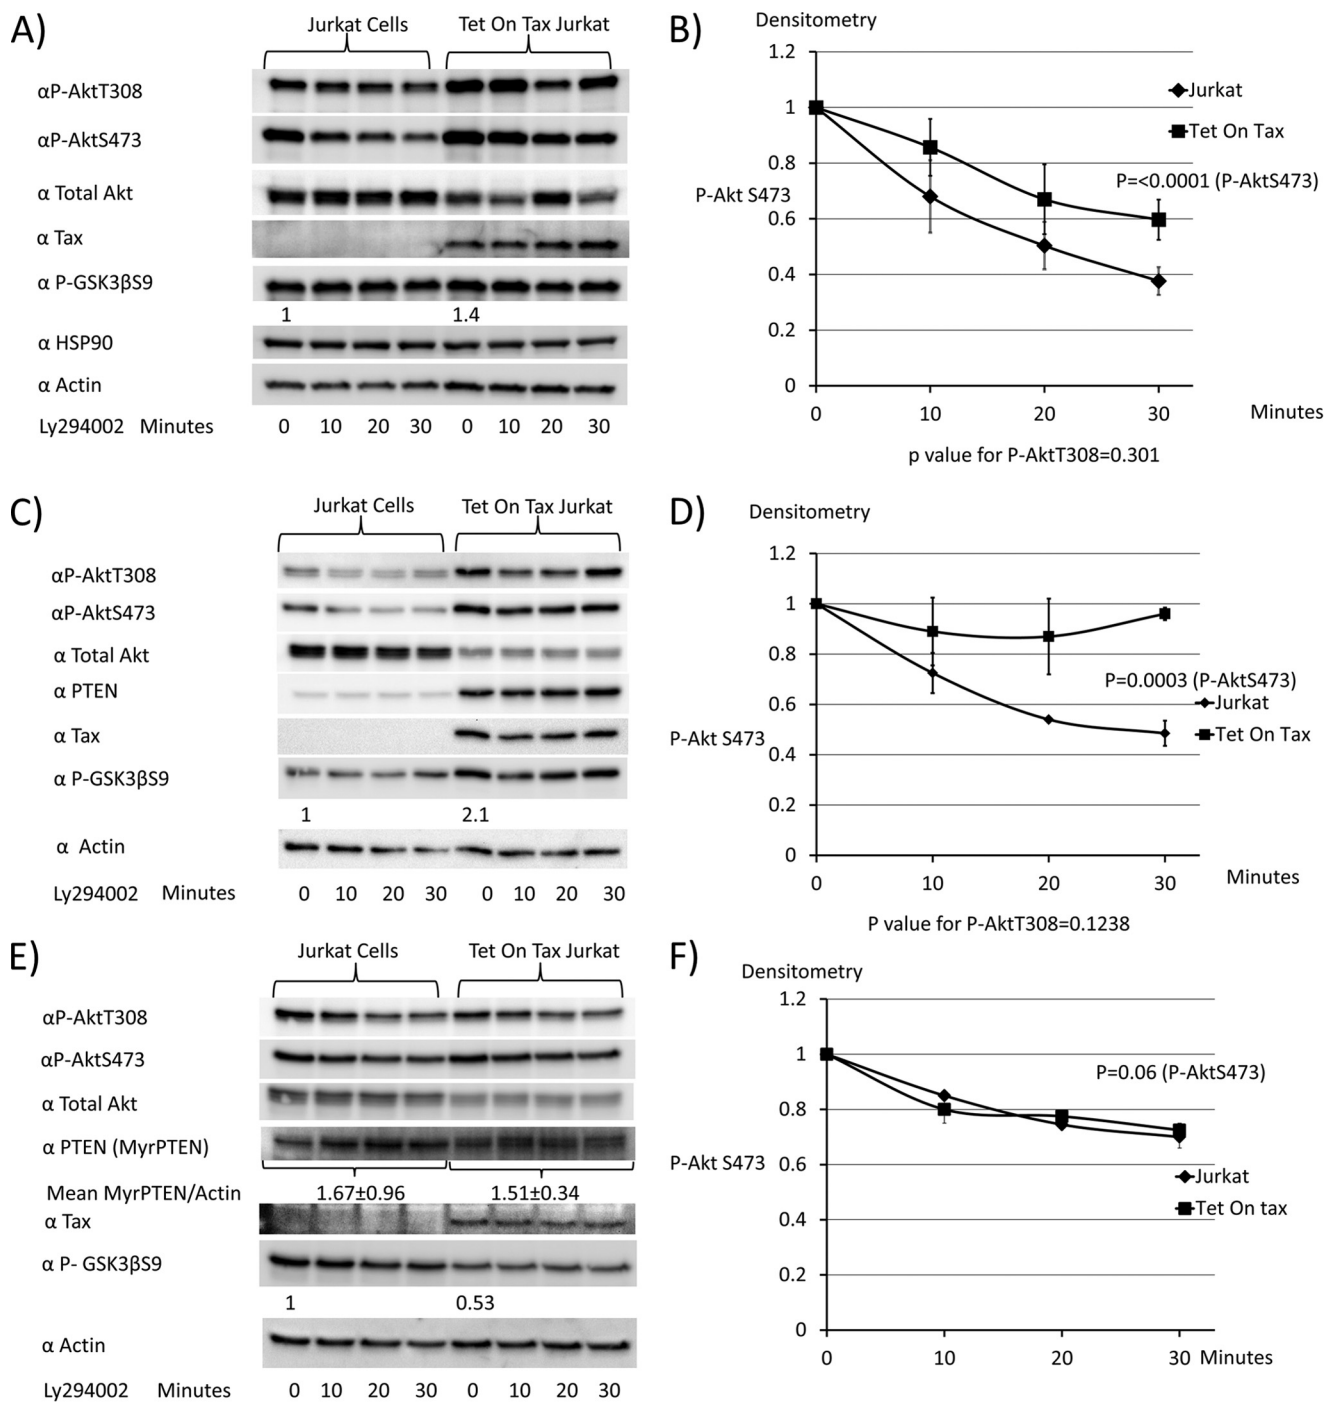 A)
Jurkat Cells Tet On Tax Jurkat
αP-AktT308
αP-AktS473
α Total Akt
α Tax
α P-GSK3βS9
1 1.4
α HSP90
α Actin
Ly294002 Minutes 0 10 20 30 0 10 20 30
B)
Densitometry
1.2
1
0.8
0.6
0.4
0.2
0
P-Akt S473
Jurkat
Tet On Tax
P=<0.0001 (P-AktS473)
0 10 20 30 Minutes
p value for P-AktT308=0.301
C)
Jurkat Cells Tet On Tax Jurkat
αP-AktT308
αP-AktS473
α Total Akt
α PTEN
α Tax
α P-GSK3βS9
1 2.1
α Actin
Ly294002 Minutes 0 10 20 30 0 10 20 30
D)
Densitometry
1.2
1
0.8
0.6
0.4
0.2
0
P-Akt S473
P=0.0003 (P-AktS473)
Jurkat
Tet On Tax
0 10 20 30 Minutes
P value for P-AktT308=0.1238
E)
Jurkat Cells Tet On Tax Jurkat
αP-AktT308
αP-AktS473
α Total Akt
α PTEN (MyrPTEN)
Mean MyrPTEN/Actin 1.67±0.96 1.51±0.34
α Tax
α P- GSK3βS9
1 0.53
α Actin
Ly294002 Minutes 0 10 20 30 0 10 20 30
F)
Densitometry
1.2
1
0.8
0.6
0.4
0.2
0
P-Akt S473
P=0.06 (P-AktS473)
Jurkat
Tet On tax
0 10 20 30 Minutes